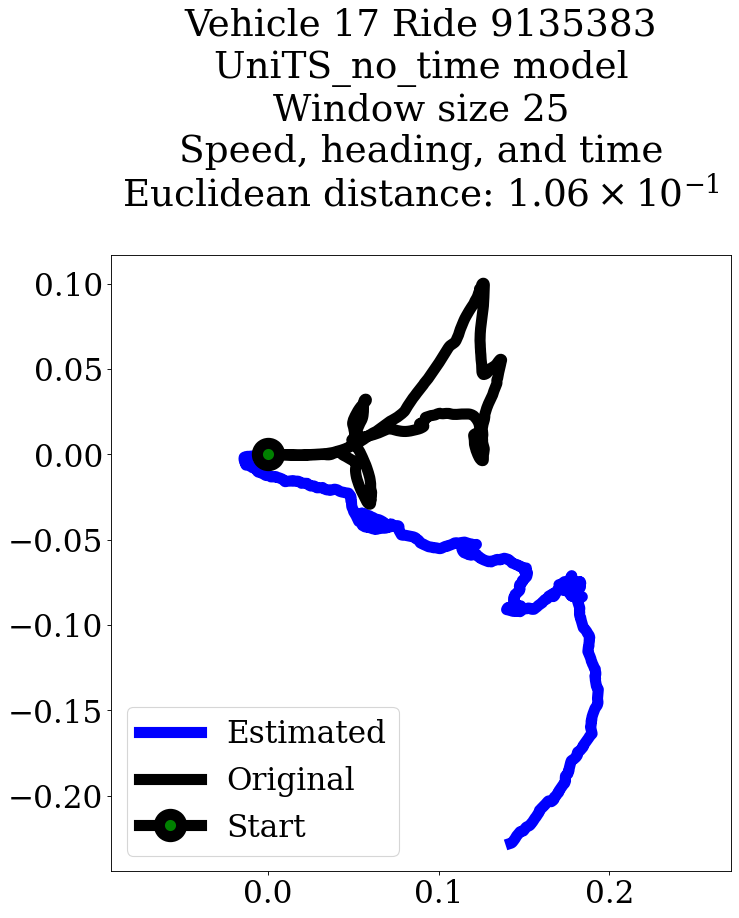 Vehicle 17 Ride 9135383
UniTS_no_time model
Window size 25
Speed, heading, and time
Euclidean distance: 1.06 × 10⁻¹
0.10
0.05
0.00
−0.05
−0.10
−0.15
−0.20
Estimated
Original
Start
0.0 0.1 0.2